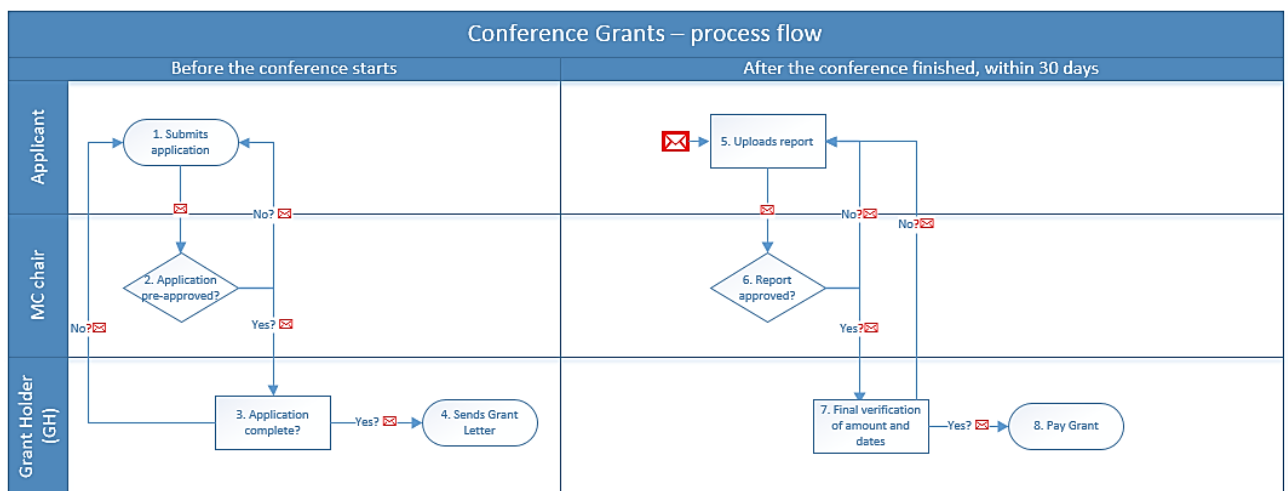 Conference Grants – process flow
Before the conference starts
After the conference finished, within 30 days
Applicant
1. Submits
application
5. Uploads report
No?
No?
No?
MC chair
2. Application
pre-approved?
6. Report
approved?
No?
Yes?
Yes?
Grant Holder
(GH)
3. Application
complete?
Yes?
4. Sends Grant
Letter
7. Final verification
of amount and
dates
Yes?
8. Pay Grant